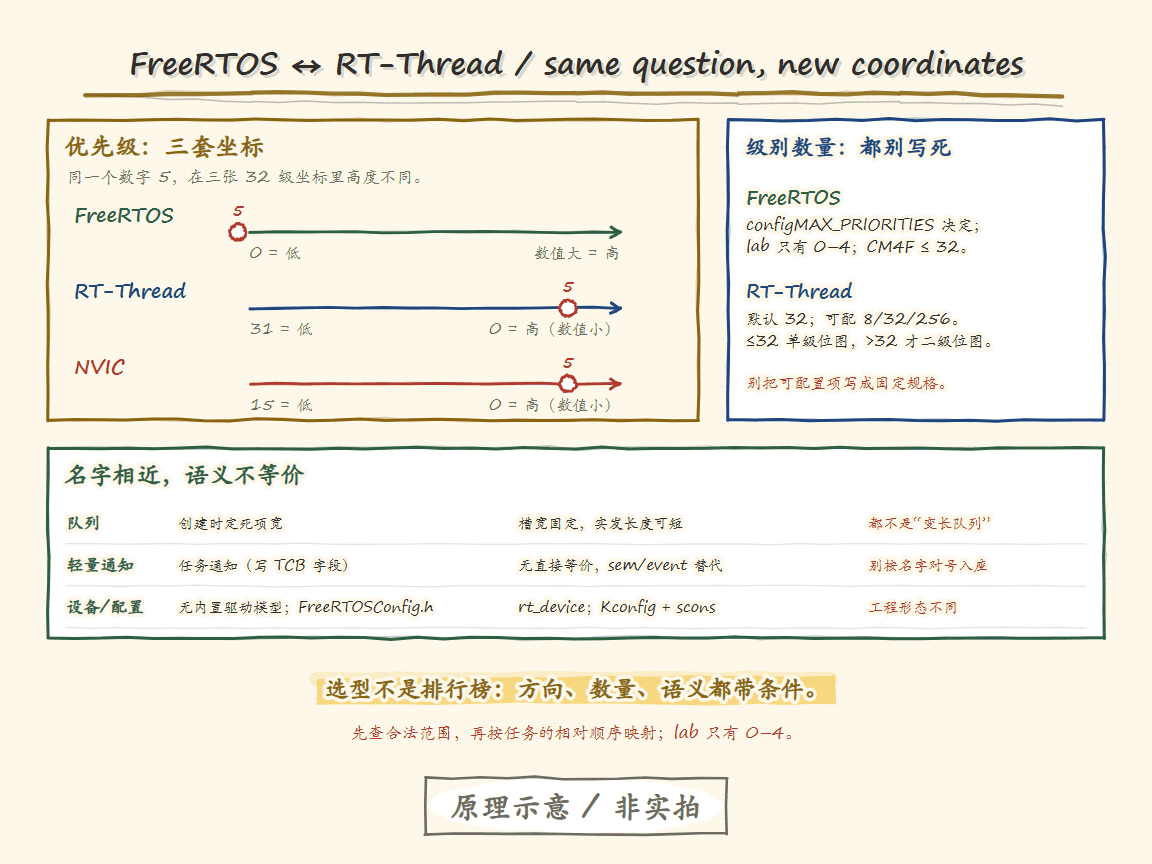 FreeRTOS ↔ RT-Thread / same question, new coordinates
优先级：三套坐标
同一个数字 5，在三张 32 级坐标里高度不同。
FreeRTOS
5
0 = 低
数值大 = 高
RT-Thread
5
31 = 低
0 = 高（数值小）
NVIC
5
15 = 低
0 = 高（数值小）
级别数量：都别写死
FreeRTOS
configMAX_PRIORITIES 决定；
lab 只有 0–4；CM4F ≤ 32。
RT-Thread
默认 32；可配 8/32/256。
≤32 单级位图，>32 才二级位图。
别把可配置项写成固定规格。
名字相近，语义不等价
队列 创建时定死项宽 槽宽固定，实发长度可短 都不是“变长队列”
轻量通知 任务通知（写 TCB 字段） 无直接等价，sem/event 替代 别按名字对号入座
设备/配置 无内置驱动模型；FreeRTOSConfig.h rt_device；Kconfig + scons 工程形态不同
选型不是排行榜：方向、数量、语义都带条件。
先查合法范围，再按任务的相对顺序映射；lab 只有 0–4。
原理示意 / 非实拍